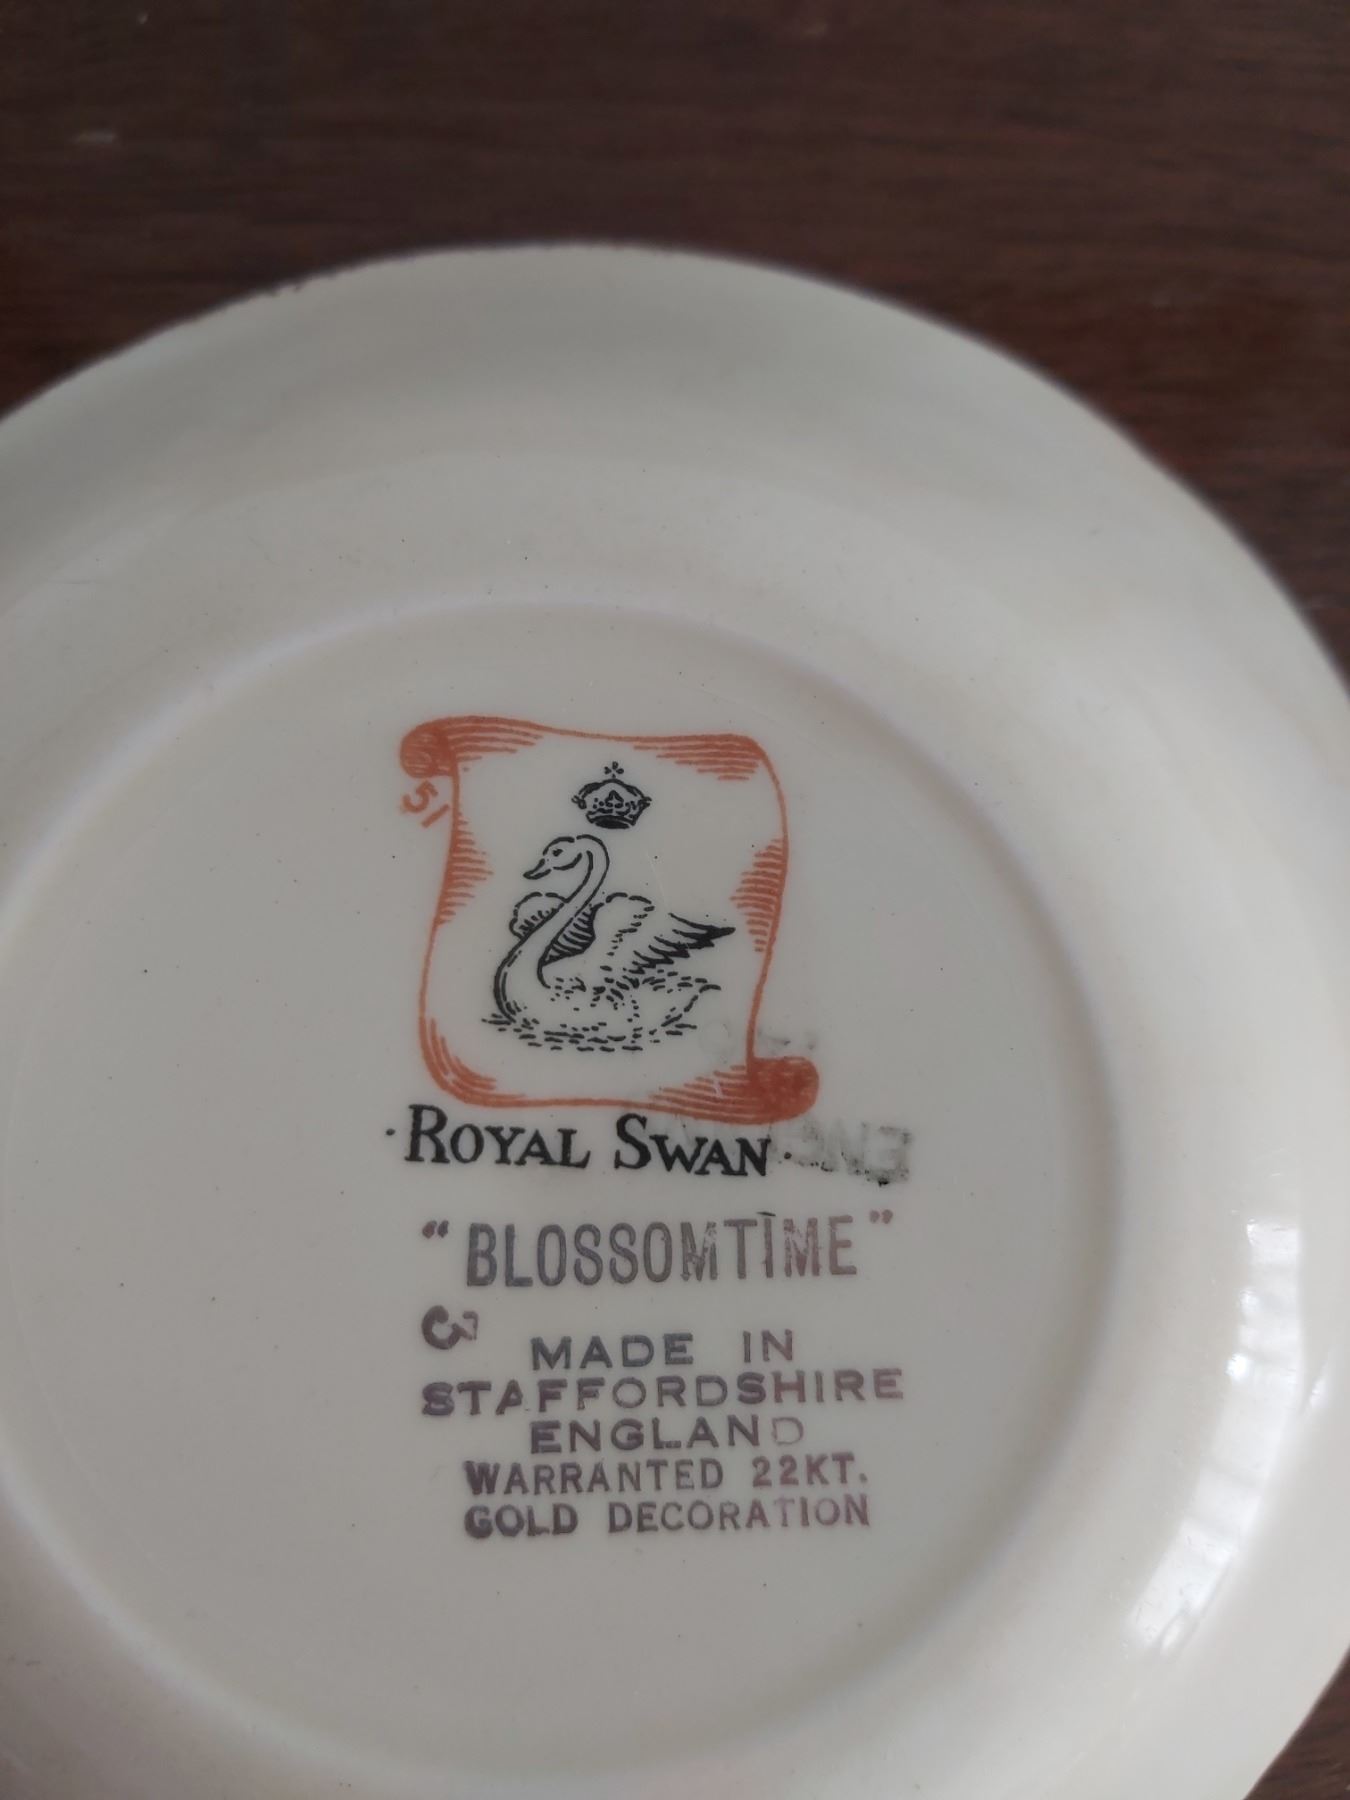 51
·ROYAL SWAN·
"BLOSSOMTIME"
MADE IN
STAFFORDSHIRE
ENGLAND
WARRANTED 22KT.
GOLD DECORATION